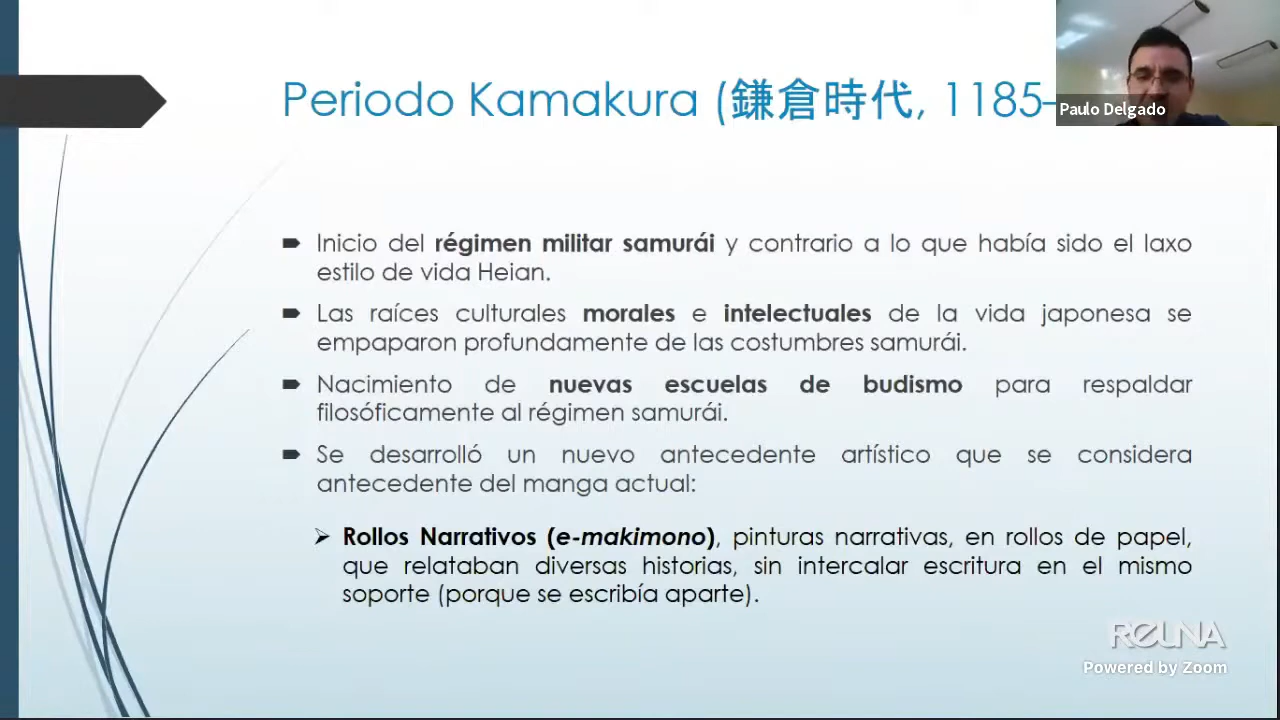 Periodo Kamakura (鎌倉時代, 1185–
Paulo Delgado
Inicio del régimen militar samurái y contrario a lo que había sido el laxo
estilo de vida Heian.
Las raíces culturales morales e intelectuales de la vida japonesa se
empaparon profundamente de las costumbres samurái.
Nacimiento de nuevas escuelas de budismo para respaldar
filosóficamente al régimen samurái.
Se desarrolló un nuevo antecedente artístico que se considera
antecedente del manga actual:
Rollos Narrativos (e-makimono), pinturas narrativas, en rollos de papel,
que relataban diversas historias, sin intercalar escritura en el mismo
soporte (porque se escribía aparte).
REUNA
Powered by Zoom